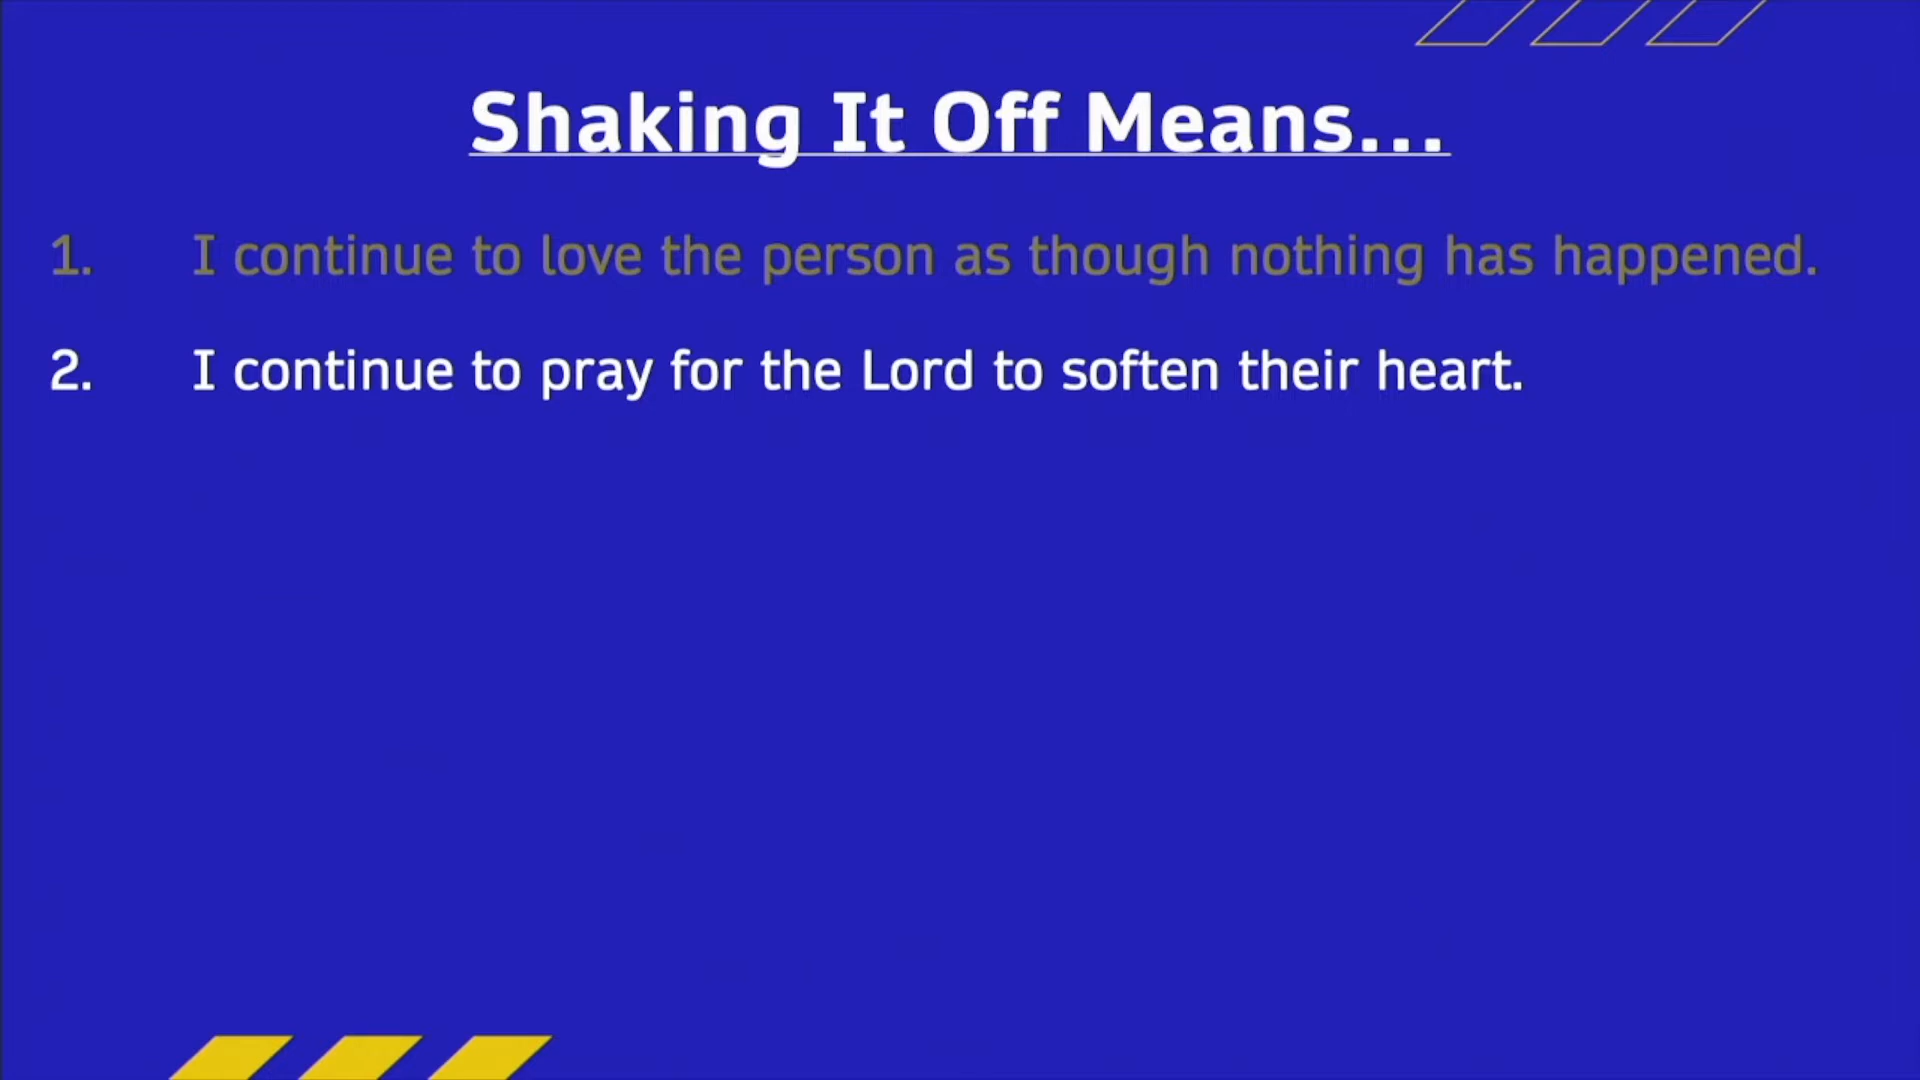 Shaking It Off Means...
1. I continue to love the person as though nothing has happened.
2. I continue to pray for the Lord to soften their heart.